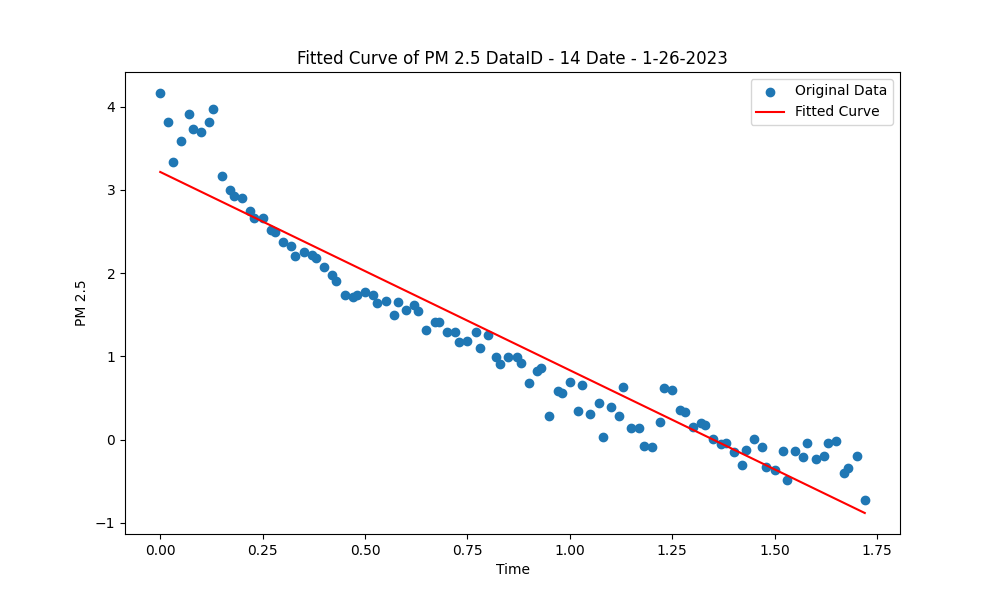 Fitted Curve of PM 2.5 DataID - 14 Date - 1-26-2023
Original Data
Fitted Curve
4
3
2
1
0
−1
PM 2.5
0.00 0.25 0.50 0.75 1.00 1.25 1.50 1.75
Time